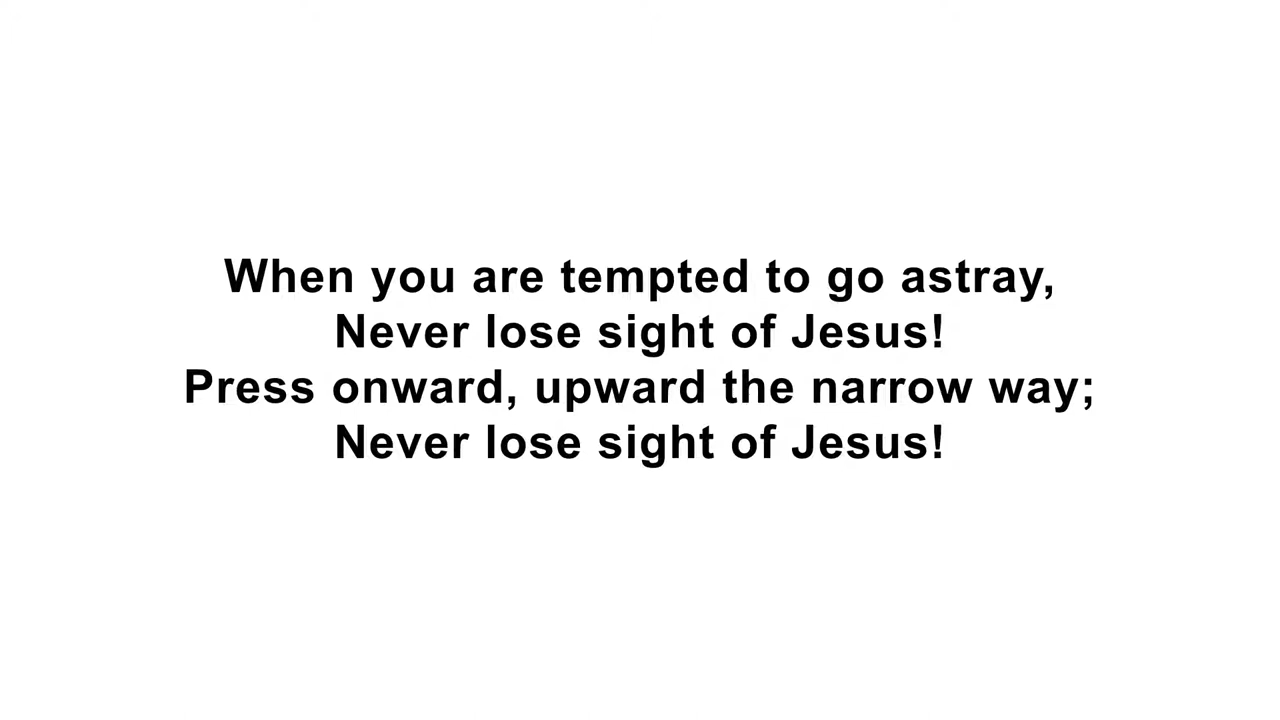 When you are tempted to go astray,
Never lose sight of Jesus!
Press onward, upward the narrow way;
Never lose sight of Jesus!